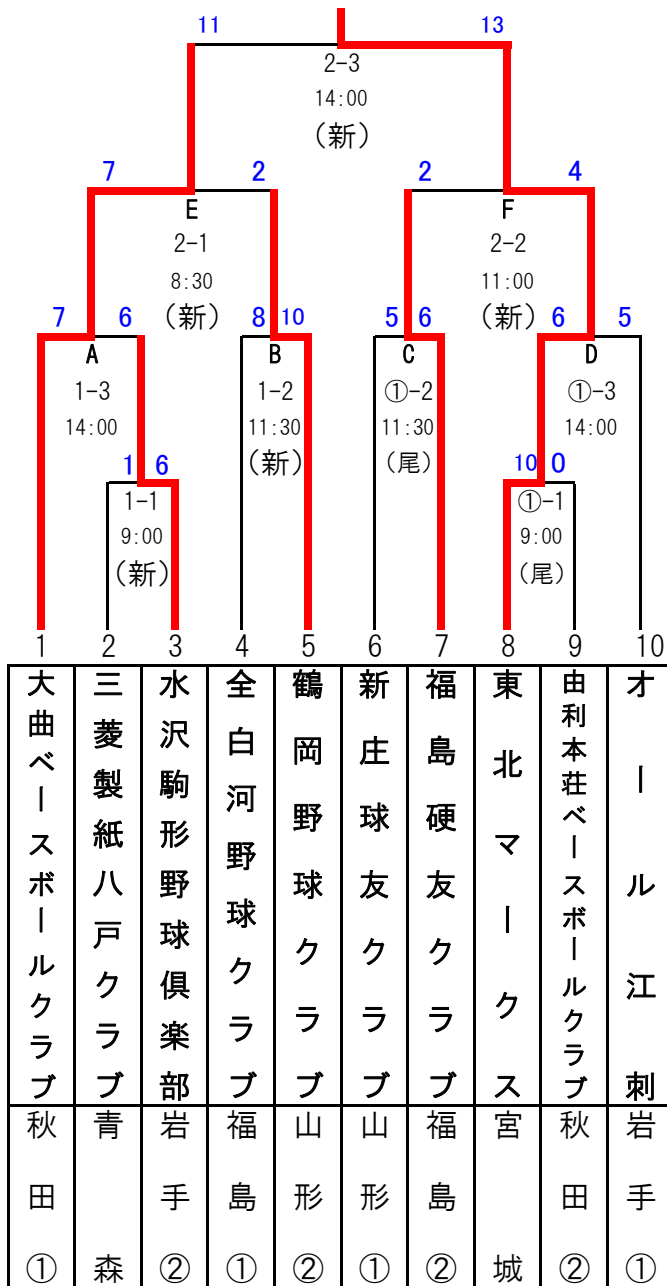 11 13
2-3
14:00
(新)
7 2 2 4
E F
2-1 2-2
8:30 11:00
(新) (新)
7 6 8 10 5 6 6 5
A B C D
1-3 1-2 ①-2 ①-3
14:00 11:30 11:30 14:00
(新) (尾)
1 6 10 0
1-1 ①-1
9:00 9:00
(新) (尾)
1 2 3 4 5 6 7 8 9 10
大曲ベースボールクラブ
三菱製紙八戸クラブ
水沢駒形野球倶楽部
全白河野球クラブ
鶴岡野球クラブ
新庄球友クラブ
福島硬友クラブ
東北マークス
由利本荘ベースボールクラブ
オール江刺
秋田①
青森
岩手②
福島①
山形②
山形①
福島②
宮城
秋田②
岩手①